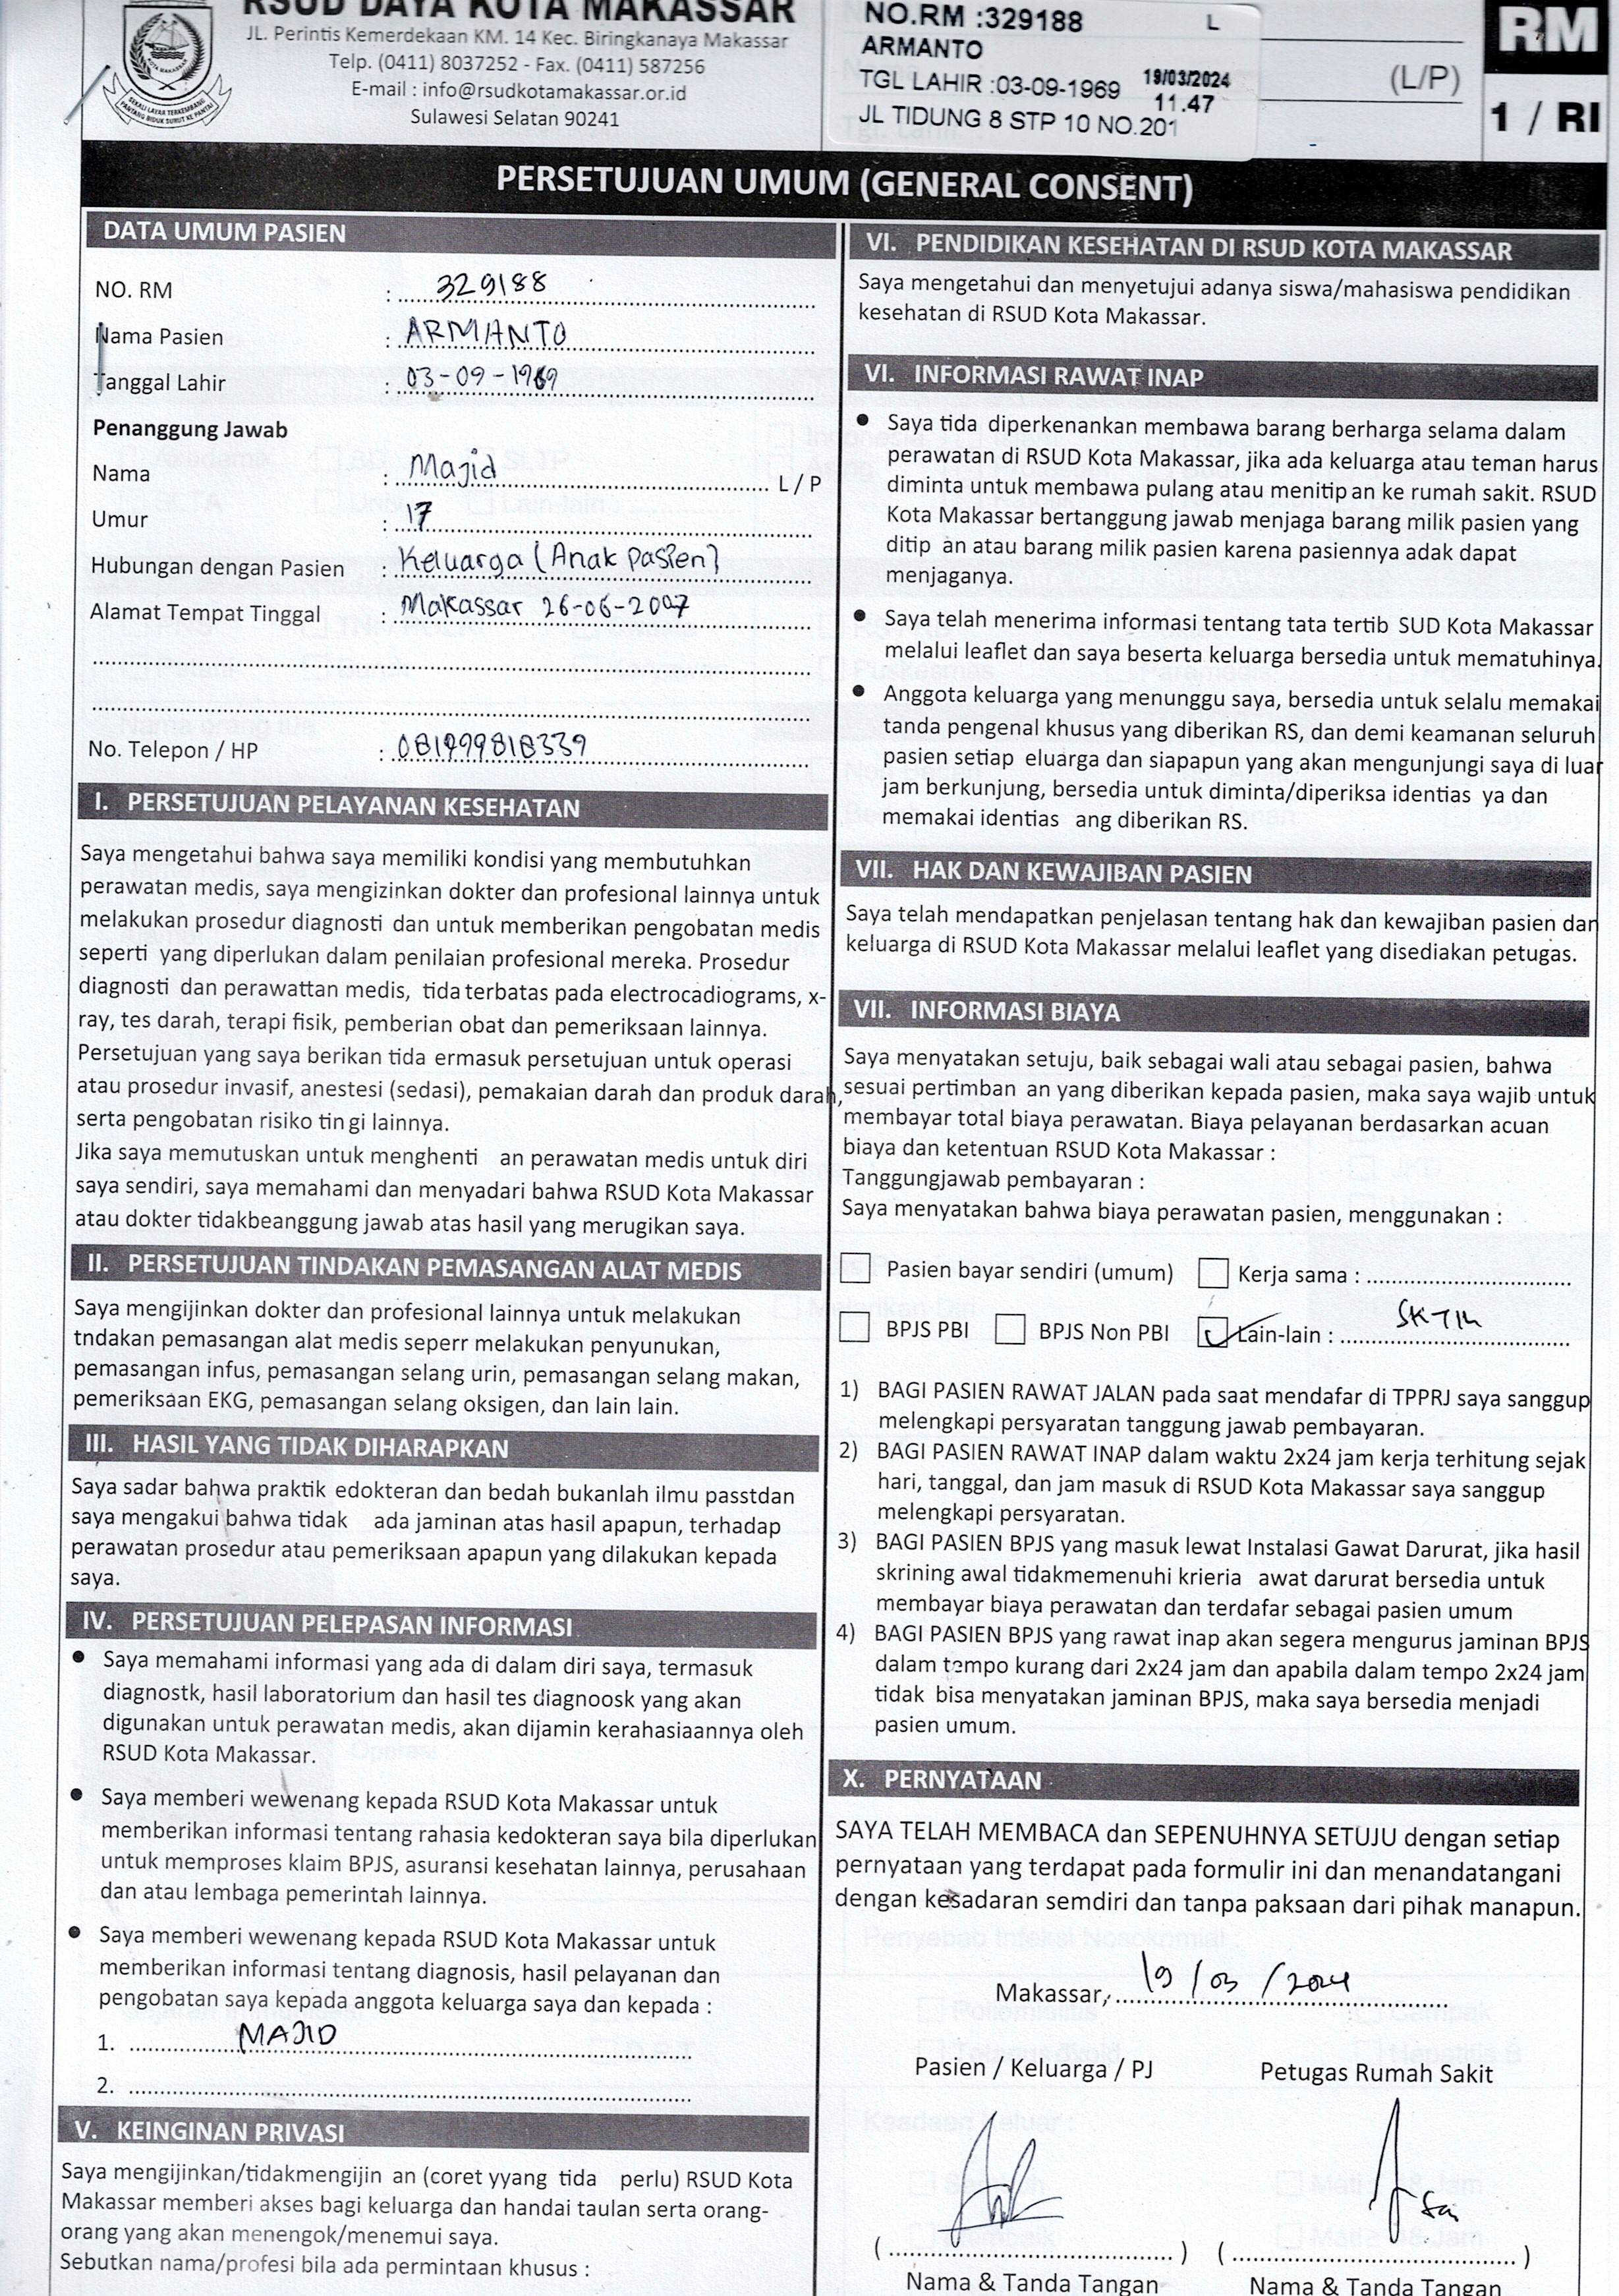 RSUD DAYA KOTA MAKASSAR
JL. Perintis Kemerdekaan KM. 14 Kec. Biringkanaya Makassar
Telp. (0411) 8037252 - Fax. (0411) 587256
E-mail : info@rsudkotamakassar.or.id
Sulawesi Selatan 90241
KOTA MAKASSAR
SEKALI LAYAR TERKEMBANG
PANTANG BIDUK SURUT KE PANTAI
NO.RM :329188 L
ARMANTO
TGL LAHIR :03-09-1969 19/03/2024
11.47
JL TIDUNG 8 STP 10 NO.201
(L/P)
RM
1 / RI
PERSETUJUAN UMUM (GENERAL CONSENT)
DATA UMUM PASIEN
NO. RM : 329188
Nama Pasien : ARMANTO
Tanggal Lahir : 03-09-1969
Penanggung Jawab
Nama : Majid L / P
Umur : 17
Hubungan dengan Pasien : Keluarga (Anak pasien)
Alamat Tempat Tinggal : Makassar 26-06-2007
No. Telepon / HP : 081999818339
I. PERSETUJUAN PELAYANAN KESEHATAN
Saya mengetahui bahwa saya memiliki kondisi yang membutuhkan
perawatan medis, saya mengizinkan dokter dan profesional lainnya untuk
melakukan prosedur diagnosti dan untuk memberikan pengobatan medis
seperti yang diperlukan dalam penilaian profesional mereka. Prosedur
diagnosti dan perawattan medis, tida terbatas pada electrocadiograms, x-
ray, tes darah, terapi fisik, pemberian obat dan pemeriksaan lainnya.
Persetujuan yang saya berikan tida ermasuk persetujuan untuk operasi
atau prosedur invasif, anestesi (sedasi), pemakaian darah dan produk darah,
serta pengobatan risiko tin gi lainnya.
Jika saya memutuskan untuk menghenti an perawatan medis untuk diri
saya sendiri, saya memahami dan menyadari bahwa RSUD Kota Makassar
atau dokter tidakbeanggung jawab atas hasil yang merugikan saya.
II. PERSETUJUAN TINDAKAN PEMASANGAN ALAT MEDIS
Saya mengijinkan dokter dan profesional lainnya untuk melakukan
tndakan pemasangan alat medis seperr melakukan penyunukan,
pemasangan infus, pemasangan selang urin, pemasangan selang makan,
pemeriksaan EKG, pemasangan selang oksigen, dan lain lain.
III. HASIL YANG TIDAK DIHARAPKAN
Saya sadar bahwa praktik edokteran dan bedah bukanlah ilmu passtdan
saya mengakui bahwa tidak ada jaminan atas hasil apapun, terhadap
perawatan prosedur atau pemeriksaan apapun yang dilakukan kepada
saya.
IV. PERSETUJUAN PELEPASAN INFORMASI
• Saya memahami informasi yang ada di dalam diri saya, termasuk
diagnostk, hasil laboratorium dan hasil tes diagnoosk yang akan
digunakan untuk perawatan medis, akan dijamin kerahasiaannya oleh
RSUD Kota Makassar.
• Saya memberi wewenang kepada RSUD Kota Makassar untuk
memberikan informasi tentang rahasia kedokteran saya bila diperlukan
untuk memproses klaim BPJS, asuransi kesehatan lainnya, perusahaan
dan atau lembaga pemerintah lainnya.
• Saya memberi wewenang kepada RSUD Kota Makassar untuk
memberikan informasi tentang diagnosis, hasil pelayanan dan
pengobatan saya kepada anggota keluarga saya dan kepada :
1. MAJID
2.
V. KEINGINAN PRIVASI
Saya mengijinkan/tidakmengijin an (coret yyang tida perlu) RSUD Kota
Makassar memberi akses bagi keluarga dan handai taulan serta orang-
orang yang akan menengok/menemui saya.
Sebutkan nama/profesi bila ada permintaan khusus :
VI. PENDIDIKAN KESEHATAN DI RSUD KOTA MAKASSAR
Saya mengetahui dan menyetujui adanya siswa/mahasiswa pendidikan
kesehatan di RSUD Kota Makassar.
VI. INFORMASI RAWAT INAP
• Saya tida diperkenankan membawa barang berharga selama dalam
perawatan di RSUD Kota Makassar, jika ada keluarga atau teman harus
diminta untuk membawa pulang atau menitip an ke rumah sakit. RSUD
Kota Makassar bertanggung jawab menjaga barang milik pasien yang
ditip an atau barang milik pasien karena pasiennya adak dapat
menjaganya.
• Saya telah menerima informasi tentang tata tertib SUD Kota Makassar
melalui leaflet dan saya beserta keluarga bersedia untuk mematuhinya.
• Anggota keluarga yang menunggu saya, bersedia untuk selalu memakai
tanda pengenal khusus yang diberikan RS, dan demi keamanan seluruh
pasien setiap eluarga dan siapapun yang akan mengunjungi saya di luar
jam berkunjung, bersedia untuk diminta/diperiksa identias ya dan
memakai identias ang diberikan RS.
VII. HAK DAN KEWAJIBAN PASIEN
Saya telah mendapatkan penjelasan tentang hak dan kewajiban pasien dan
keluarga di RSUD Kota Makassar melalui leaflet yang disediakan petugas.
VII. INFORMASI BIAYA
Saya menyatakan setuju, baik sebagai wali atau sebagai pasien, bahwa
sesuai pertimban an yang diberikan kepada pasien, maka saya wajib untuk
membayar total biaya perawatan. Biaya pelayanan berdasarkan acuan
biaya dan ketentuan RSUD Kota Makassar :
Tanggungjawab pembayaran :
Saya menyatakan bahwa biaya perawatan pasien, menggunakan :
Pasien bayar sendiri (umum) Kerja sama :
BPJS PBI BPJS Non PBI Lain-lain :
1) BAGI PASIEN RAWAT JALAN pada saat mendafar di TPPRJ saya sanggup
melengkapi persyaratan tanggung jawab pembayaran.
2) BAGI PASIEN RAWAT INAP dalam waktu 2x24 jam kerja terhitung sejak
hari, tanggal, dan jam masuk di RSUD Kota Makassar saya sanggup
melengkapi persyaratan.
3) BAGI PASIEN BPJS yang masuk lewat Instalasi Gawat Darurat, jika hasil
skrining awal tidakmemenuhi krieria awat darurat bersedia untuk
membayar biaya perawatan dan terdafar sebagai pasien umum
4) BAGI PASIEN BPJS yang rawat inap akan segera mengurus jaminan BPJS
dalam tempo kurang dari 2x24 jam dan apabila dalam tempo 2x24 jam
tidak bisa menyatakan jaminan BPJS, maka saya bersedia menjadi
pasien umum.
X. PERNYATAAN
SAYA TELAH MEMBACA dan SEPENUHNYA SETUJU dengan setiap
pernyataan yang terdapat pada formulir ini dan menandatangani
dengan kesadaran semdiri dan tanpa paksaan dari pihak manapun.
Makassar, 19 / 03 / 2024
Pasien / Keluarga / PJ Petugas Rumah Sakit
( ) ( )
Nama & Tanda Tangan Nama & Tanda Tangan